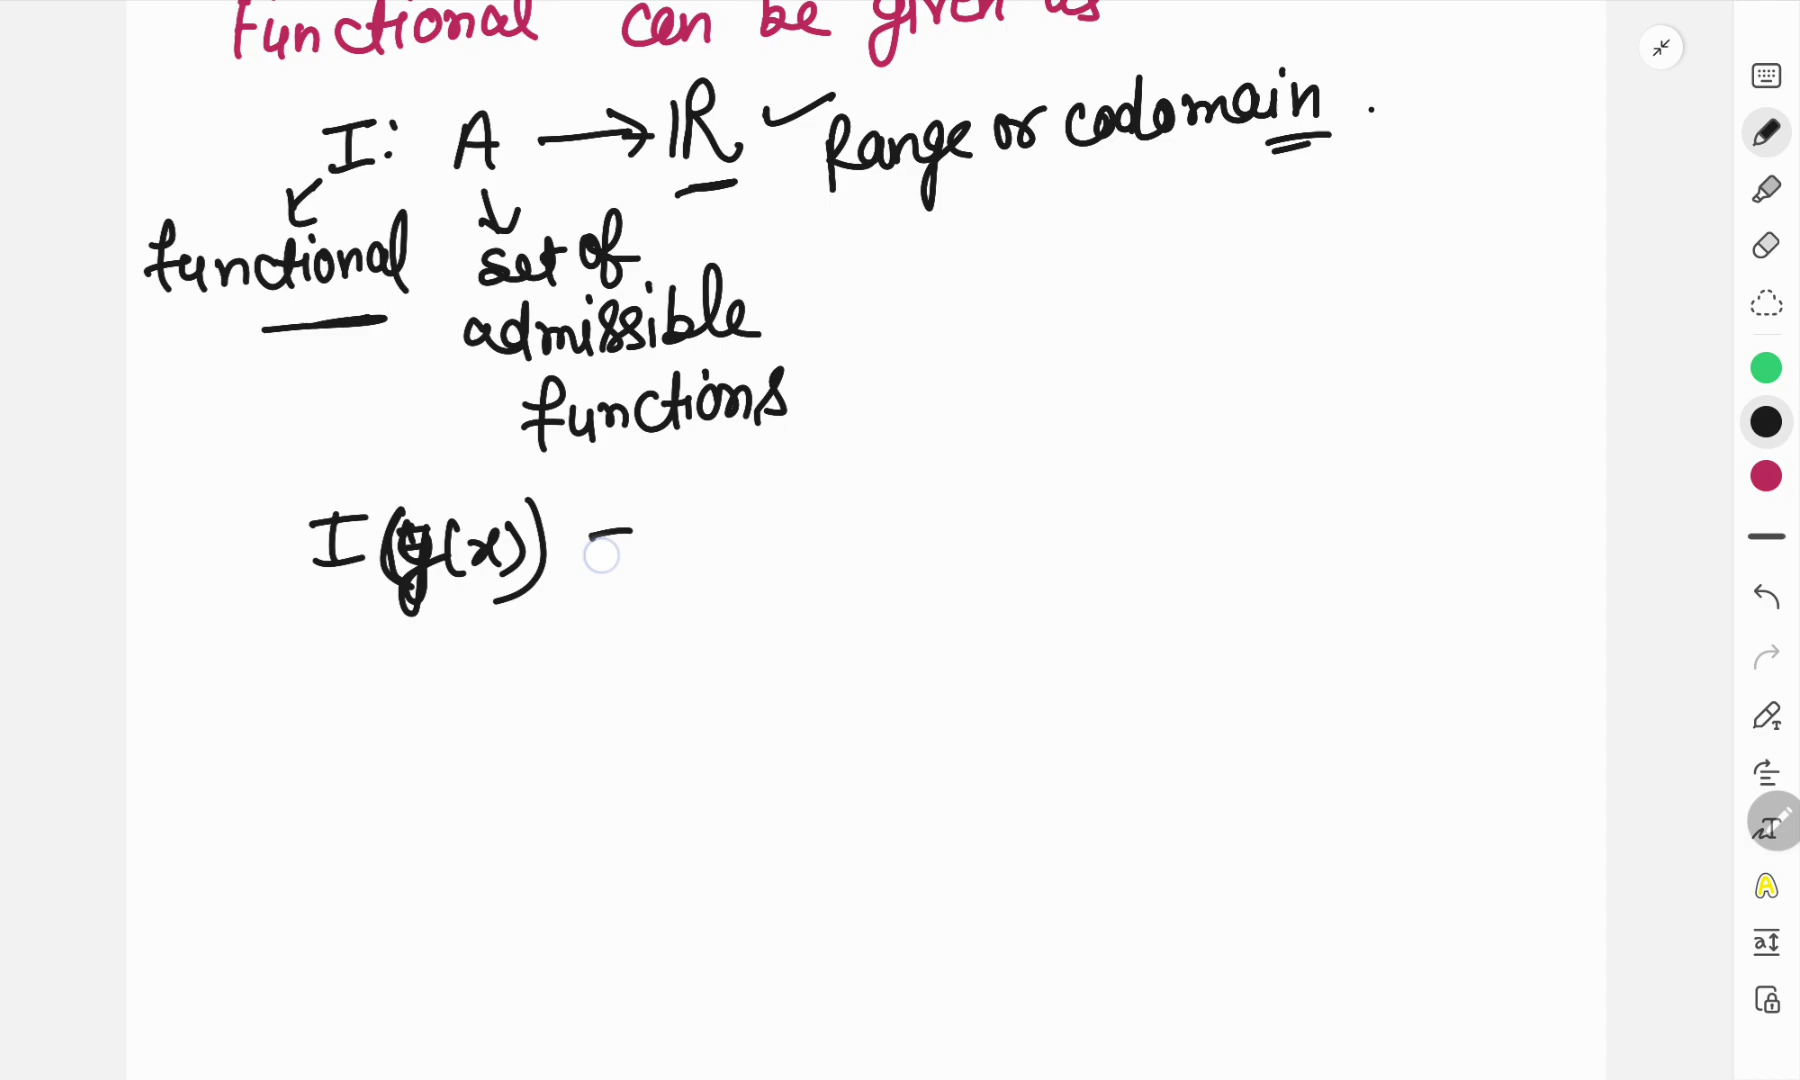 Functional can be given as
I: A → ℝ ✓ Range or codomain .
functional set of
admissible
functions
I(y(x)) =